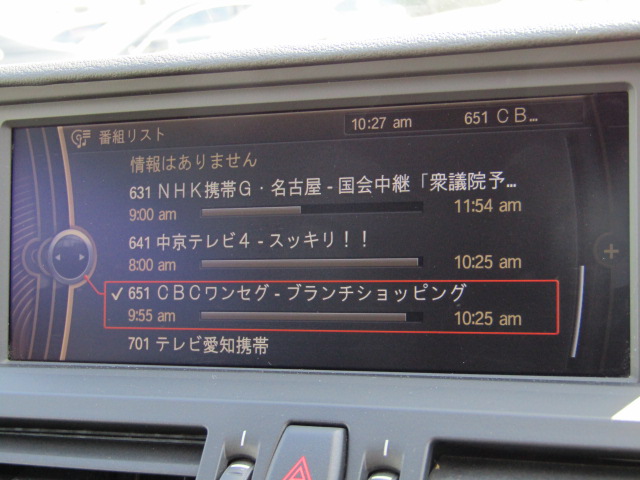 番組リスト
10:27 am
651 ＣＢ...
情報はありません
631 ＮＨＫ携帯Ｇ・名古屋 - 国会中継「衆議院予...
9:00 am 11:54 am
641 中京テレビ４ - スッキリ！！
8:00 am 10:25 am
✓ 651 ＣＢＣワンセグ - ブランチショッピング
9:55 am 10:25 am
701 テレビ愛知携帯